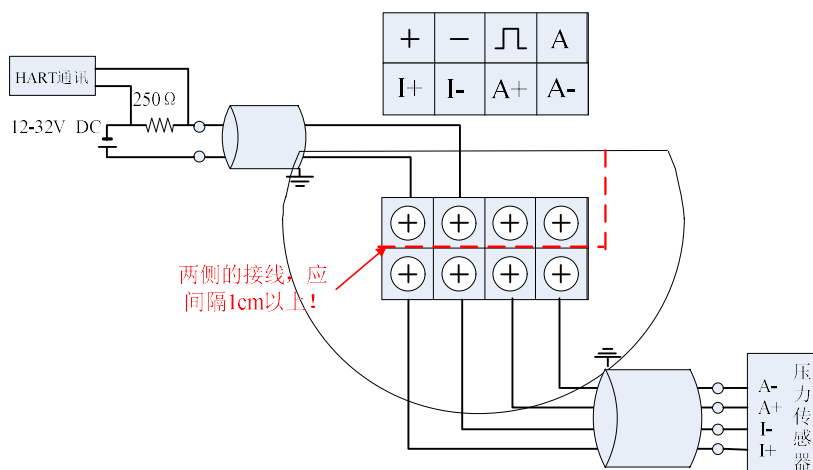 + − A
I+ I- A+ A-
HART通讯
250Ω
12-32V DC
两侧的接线，应
间隔1cm以上！
A-
A+
I-
I+
压力传感器